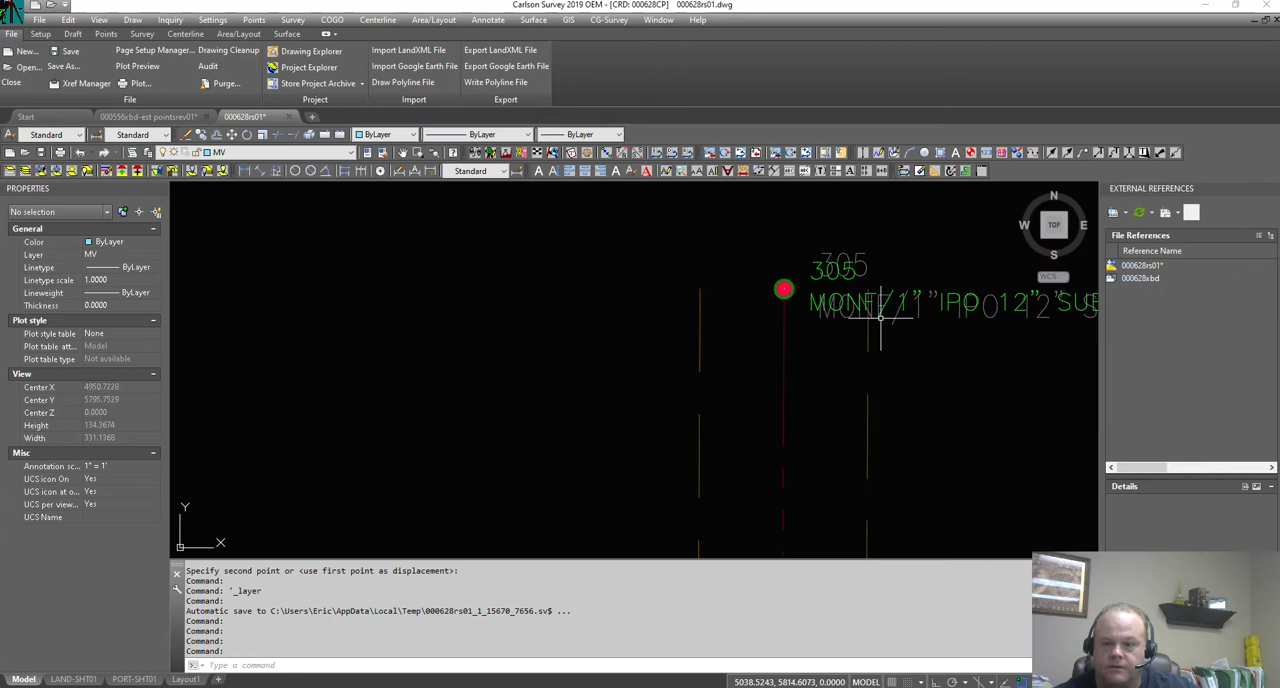 Carlson Survey 2019 OEM - [CRD: 000628CP] 000628rs01.dwg
File Edit View Draw Inquiry Settings Points Survey COGO Centerline Area/Layout Annotate Surface GIS CG-Survey Window Help
File Setup Draw Points Survey Centerline Area/Layout Surface
New... Save Page Setup Manager... Drawing Cleanup Drawing Explorer Import LandXML File Export LandXML File
Open... Save As... Plot Preview Audit Project Explorer Import Google Earth File Export Google Earth File
Close Xref Manager Plot... Purge... Store Project Archive Draw Polyline File Write Polyline File
File Project Import Export
Start 000556xbd-est pointsrev01* 000628rs01*
Standard Standard ByLayer ByLayer ByLayer
MV
Standard
PROPERTIES
No selection
General
Color ByLayer
Layer MV
Linetype ByLayer
Linetype scale 1.0000
Lineweight ByLayer
Thickness 0.0000
Plot style
Plot style None
Plot style table Model
Plot table type Not available
View
Center X 4950.7228
Center Y 5795.7529
Center Z 0.0000
Height 134.3674
Width 331.1368
Misc
Annotation sc... 1" = 1'
UCS icon On Yes
UCS icon at o... Yes
UCS per view... Yes
UCS Name
N
W TOP E
S
WCS
305
305
MONF/1" IPO 12" SUB
Y
X
EXTERNAL REFERENCES
File References
Reference Name
000628rs01*
000628xbd
Details
Specify second point or <use first point as displacement>:
Command:
Command: '_layer
Command:
Automatic save to C:\Users\Eric\AppData\Local\Temp\000628rs01_1_15670_7656.sv$ ...
Command:
Command:
Command:
Type a command
Model LAND-SHT01 PORT-SHT01 Layout1 +
5038.5243, 5814.6073, 0.0000 MODEL